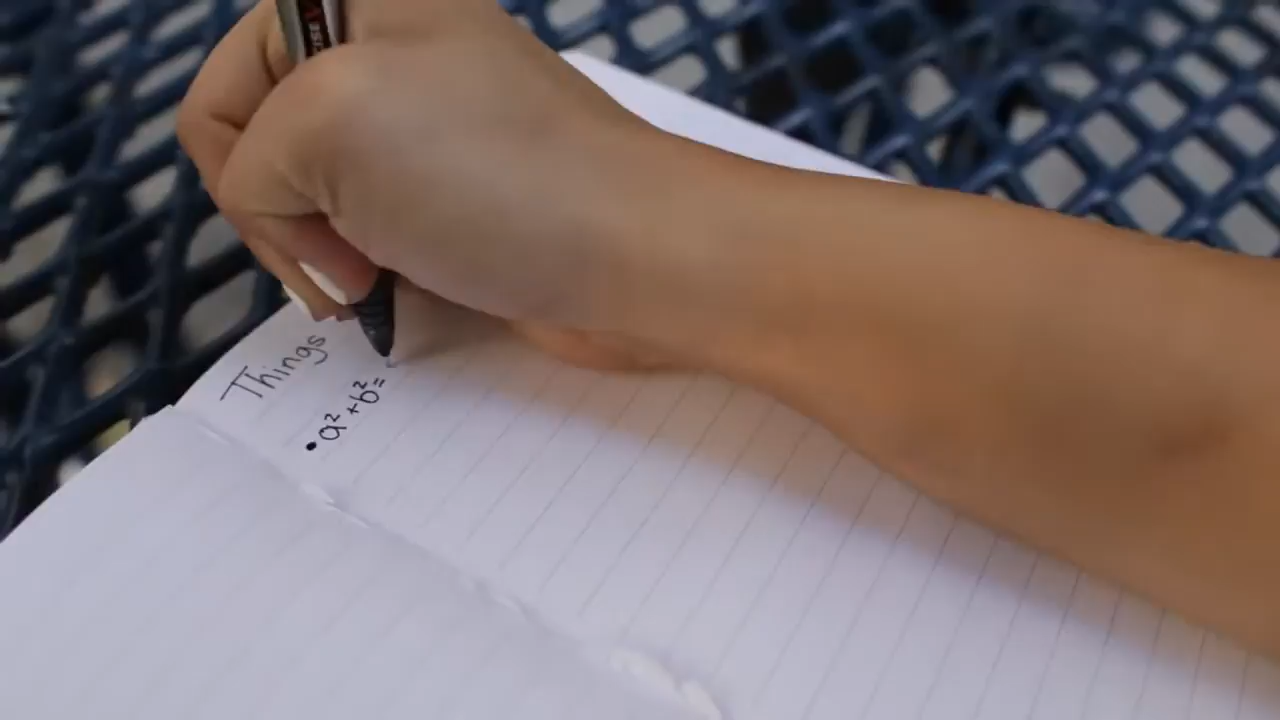 Things
• a² + b² =